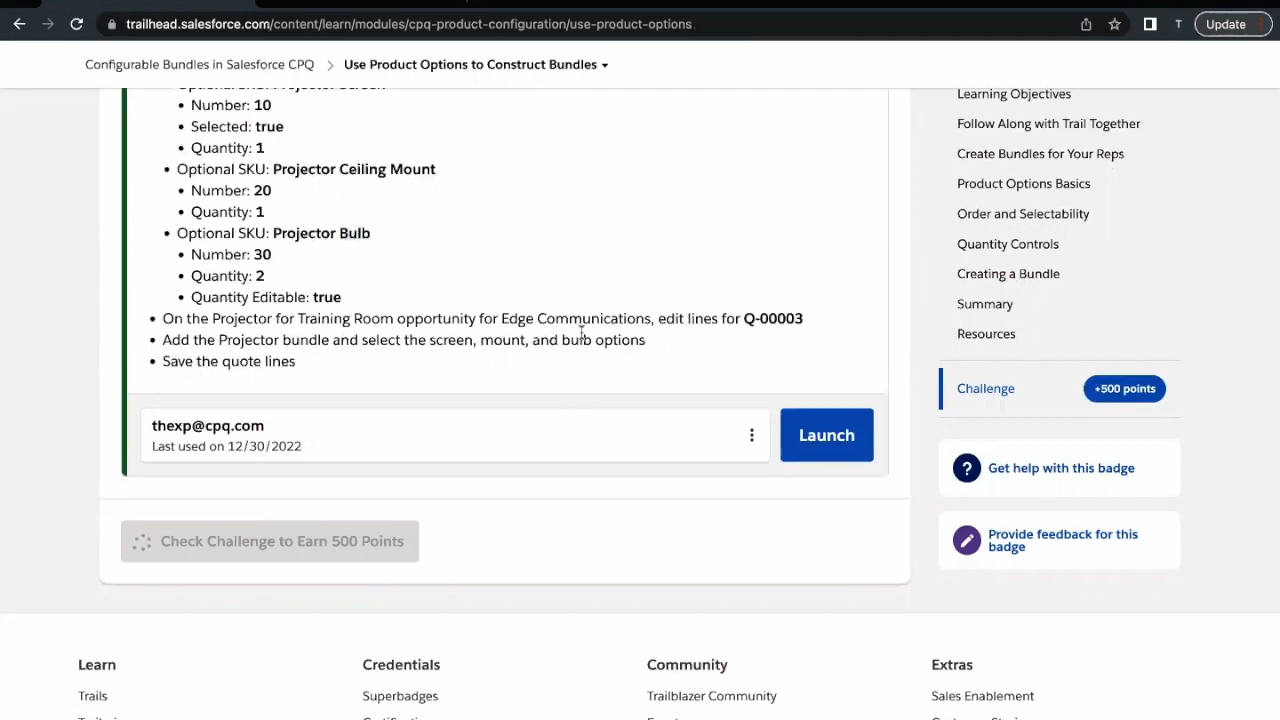 trailhead.salesforce.com/content/learn/modules/cpq-product-configuration/use-product-options
T
Update
Configurable Bundles in Salesforce CPQ
Use Product Options to Construct Bundles
Optional SKU: Projector Screen
• Number: 10
• Selected: true
• Quantity: 1
• Optional SKU: Projector Ceiling Mount
• Number: 20
• Quantity: 1
• Optional SKU: Projector Bulb
• Number: 30
• Quantity: 2
• Quantity Editable: true
• On the Projector for Training Room opportunity for Edge Communications, edit lines for Q-00003
• Add the Projector bundle and select the screen, mount, and bulb options
• Save the quote lines
thexp@cpq.com
Last used on 12/30/2022
Launch
Check Challenge to Earn 500 Points
Learning Objectives
Follow Along with Trail Together
Create Bundles for Your Reps
Product Options Basics
Order and Selectability
Quantity Controls
Creating a Bundle
Summary
Resources
Challenge
+500 points
? Get help with this badge
Provide feedback for this
badge
Learn
Trails
Credentials
Superbadges
Community
Trailblazer Community
Extras
Sales Enablement